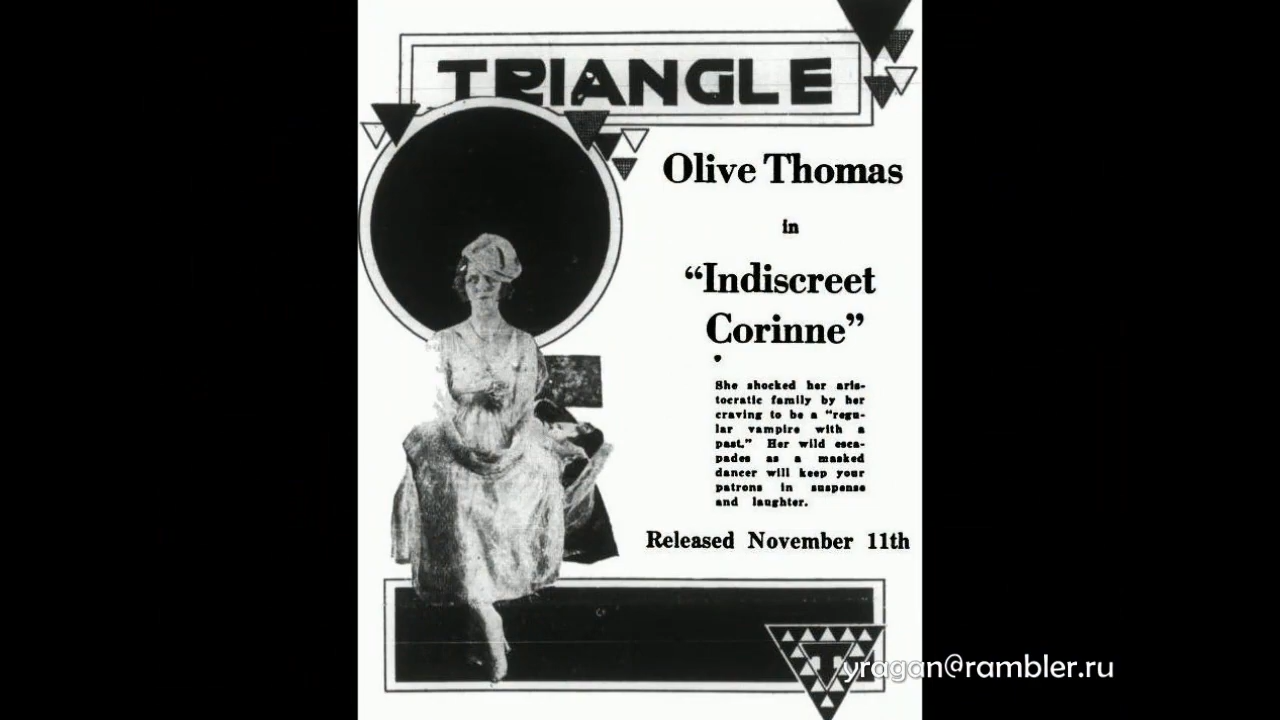 TRIANGLE
Olive Thomas
in
“Indiscreet
Corinne”
She shocked her aris-
tocratic family by her
craving to be a “regu-
lar vampire with a
past.” Her wild esca-
pades as a masked
dancer will keep your
patrons in suspense
and laughter.
Released November 11th
T
yragan@rambler.ru